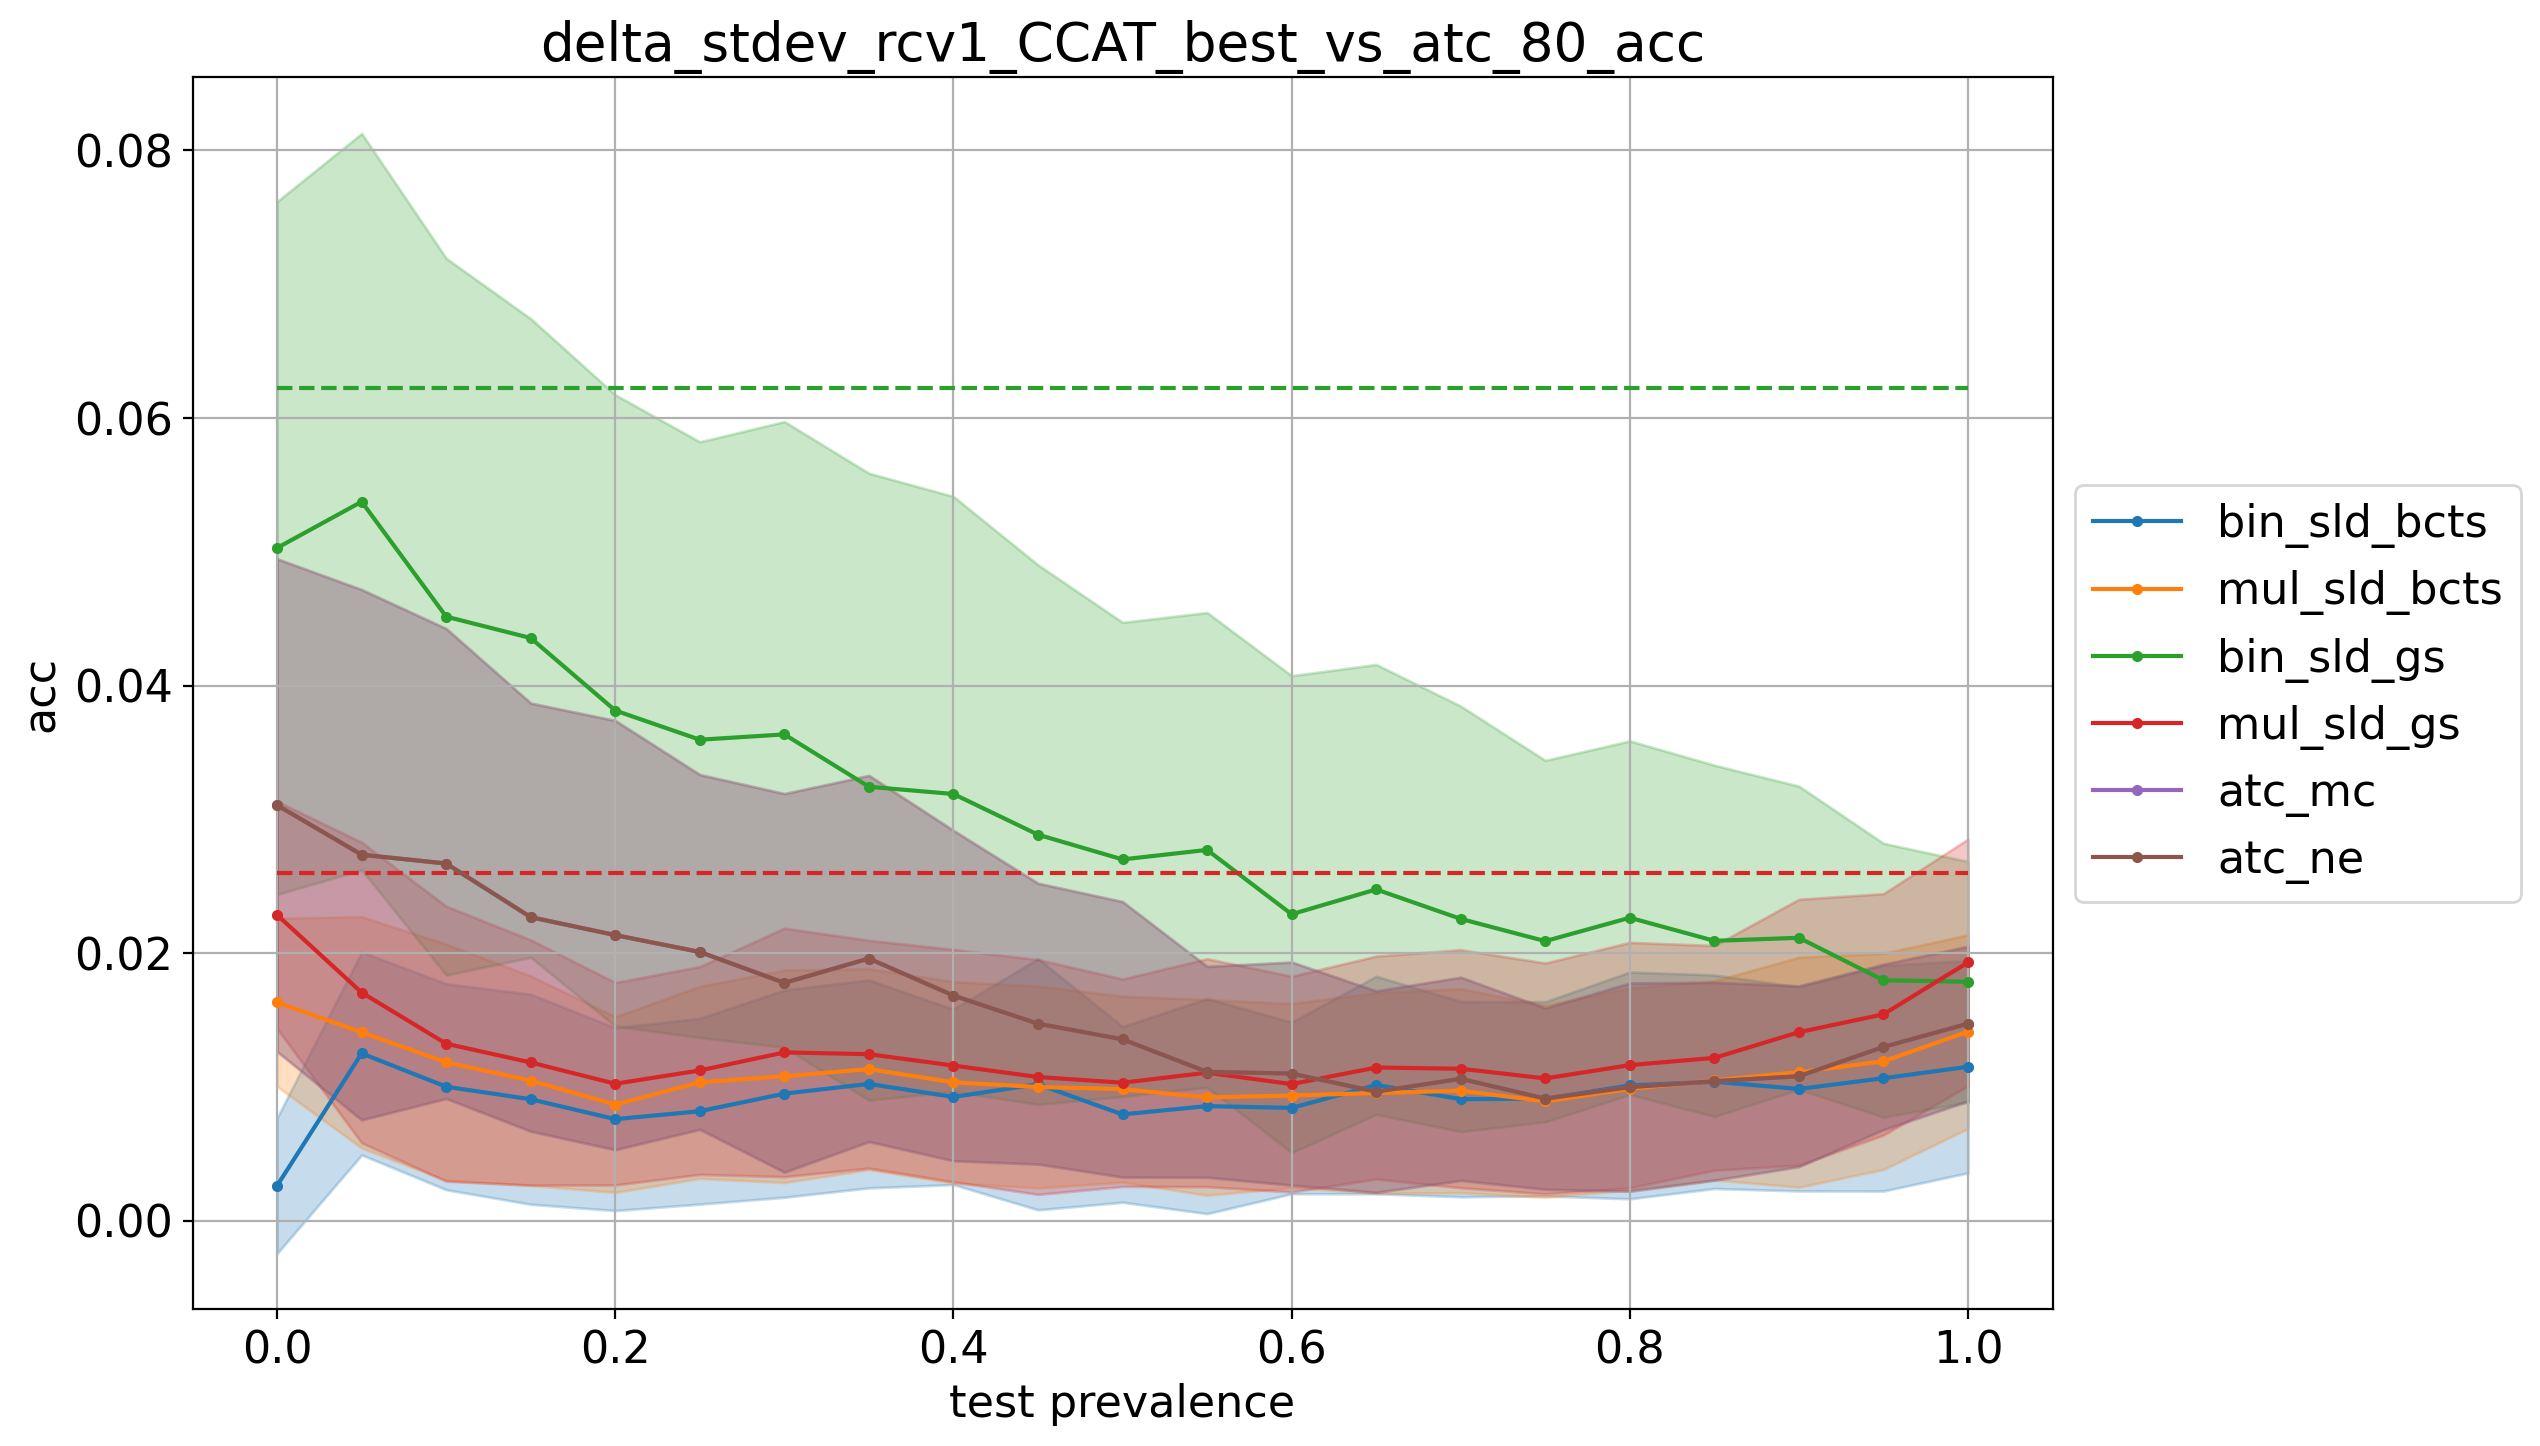 delta_stdev_rcv1_CCAT_best_vs_atc_80_acc
0.08
0.06
0.04
0.02
0.00
acc
0.0 0.2 0.4 0.6 0.8 1.0
test prevalence
bin_sld_bcts
mul_sld_bcts
bin_sld_gs
mul_sld_gs
atc_mc
atc_ne